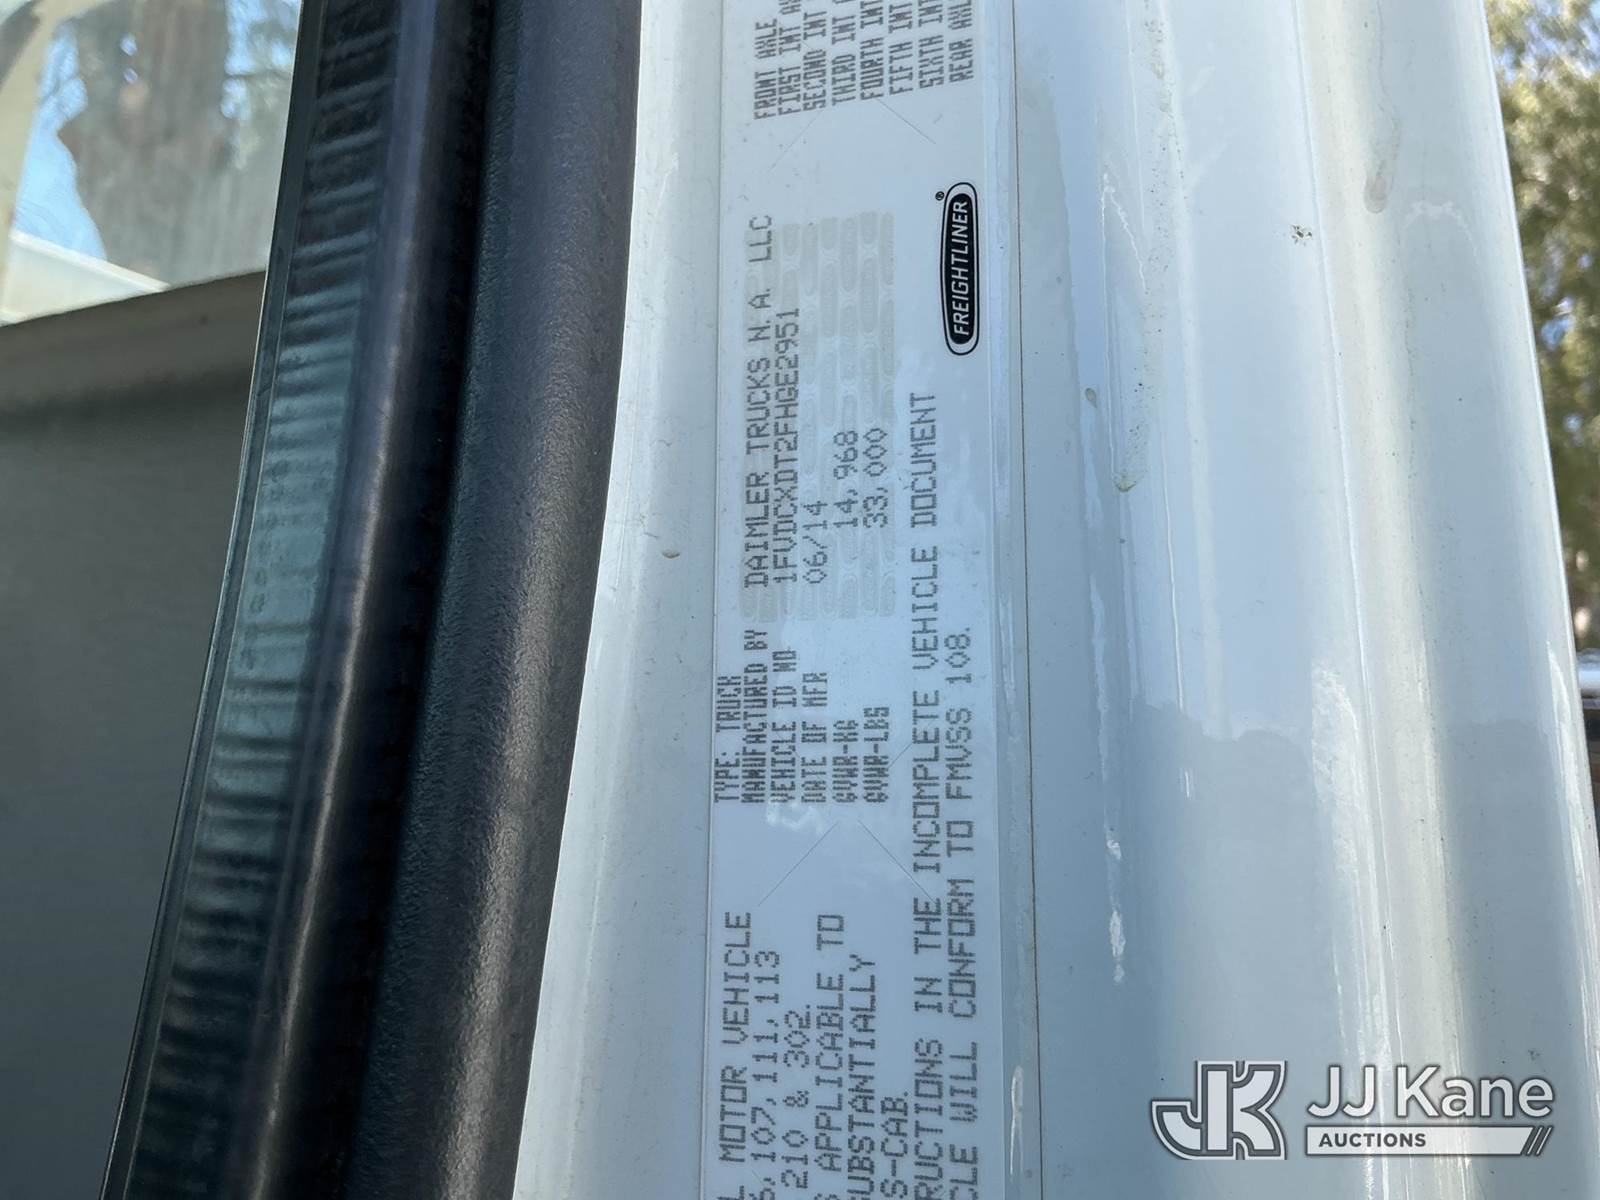 L MOTOR VEHICLE
6, 107, 111, 113
210 & 302.
S APPLICABLE TO
SUBSTANTIALLY
S-CAB.
RUCTIONS IN THE INCOMPLETE VEHICLE DOCUMENT
CLE WILL CONFORM TO FMVSS 108.
TYPE: TRUCK
MANUFACTURED BY DAIMLER TRUCKS N.A. LLC
VEHICLE ID NO 1FVDCXDT2FHGE2951
DATE OF MFR 06/14
GVWR-KG 14,968
GVWR-LBS 33,000
FREIGHTLINER®
FRONT AXLE
FIRST INT
SECOND INT
THIRD INT
FOURTH INT
FIFTH INT
SIXTH INT
REAR AXLE
JK JJ Kane
AUCTIONS